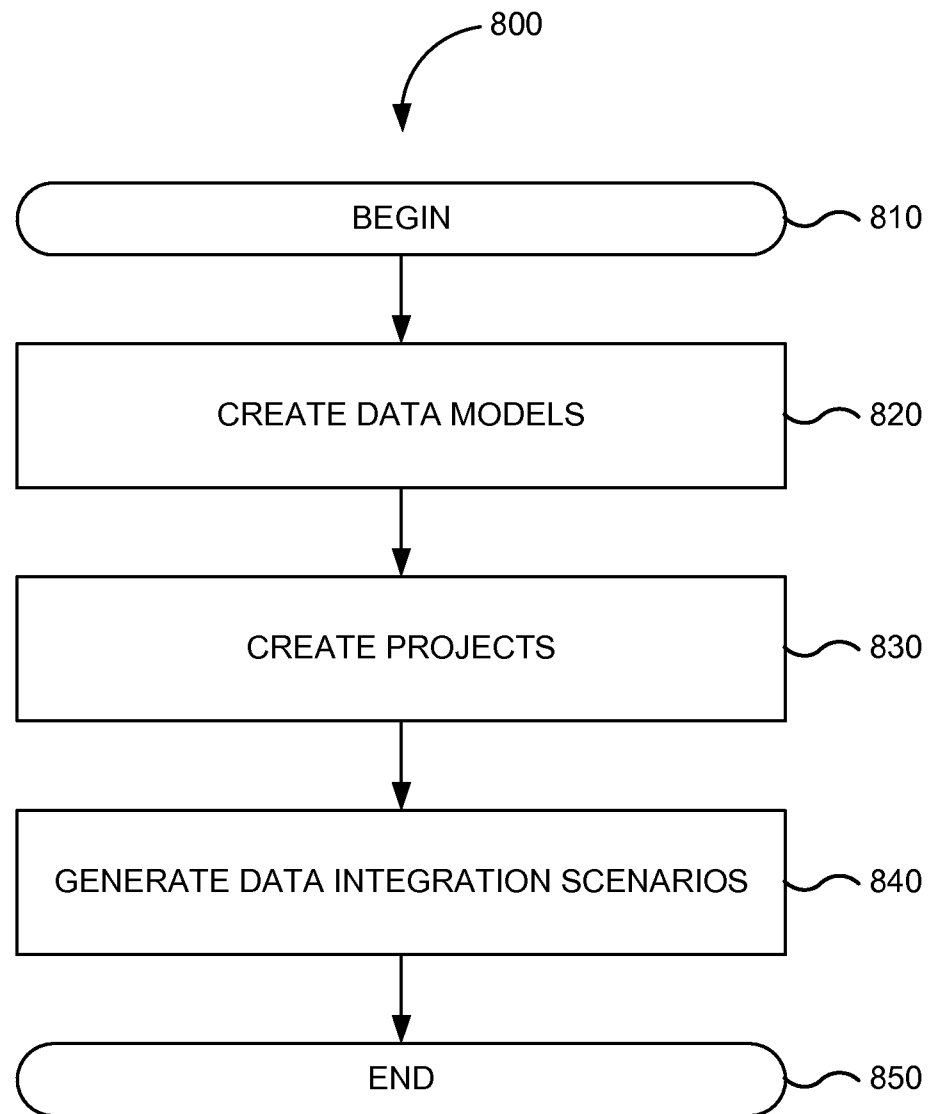 800
BEGIN
810
CREATE DATA MODELS
820
CREATE PROJECTS
830
GENERATE DATA INTEGRATION SCENARIOS
840
END
850